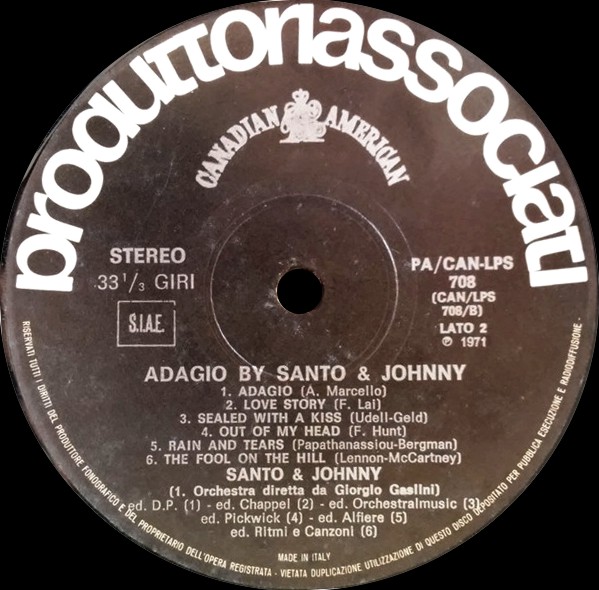 produttoriassociati
CANADIAN AMERICAN
STEREO
33 1/3 GIRI
S.I.A.E.
PA/CAN-LPS
708
(CAN/LPS
708/B)
LATO 2
℗ 1971
ADAGIO BY SANTO & JOHNNY
1. ADAGIO (A. Marcello)
2. LOVE STORY (F. Lai)
3. SEALED WITH A KISS (Udell-Geld)
4. OUT OF MY HEAD (F. Hunt)
5. RAIN AND TEARS (Papathanassiou-Bergman)
6. THE FOOL ON THE HILL (Lennon-McCartney)
SANTO & JOHNNY
(1. Orchestra diretta da Giorgio Gaslini)
ed. D.P. (1) - ed. Chappel (2) - ed. Orchestralmusic (3)
ed. Pickwick (4) - ed. Alfiere (5)
ed. Ritmi e Canzoni (6)
MADE IN ITALY
RISERVATI TUTTI I DIRITTI DEL PRODUTTORE FONOGRAFICO E DEL PROPRIETARIO DELL'OPERA REGISTRATA - VIETATA DUPLICAZIONE UTILIZZAZIONE DI QUESTO DISCO DEPOSITATO PER PUBBLICA ESECUZIONE E RADIODIFFUSIONE -